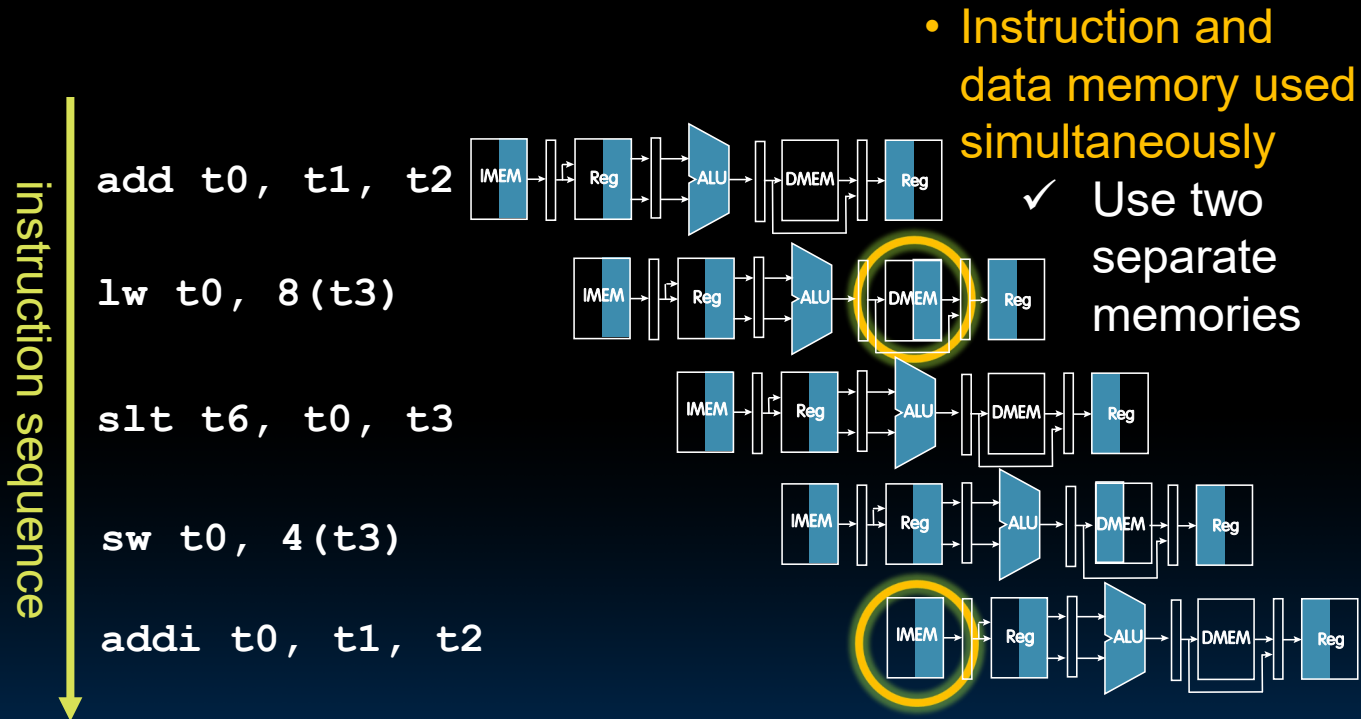 • Instruction and
data memory used
simultaneously
✓ Use two
separate
memories
instruction sequence
add t0, t1, t2
IMEM Reg ALU DMEM Reg
lw t0, 8(t3)
IMEM Reg ALU DMEM Reg
slt t6, t0, t3
IMEM Reg ALU DMEM Reg
sw t0, 4(t3)
IMEM Reg ALU DMEM Reg
addi t0, t1, t2
IMEM Reg ALU DMEM Reg